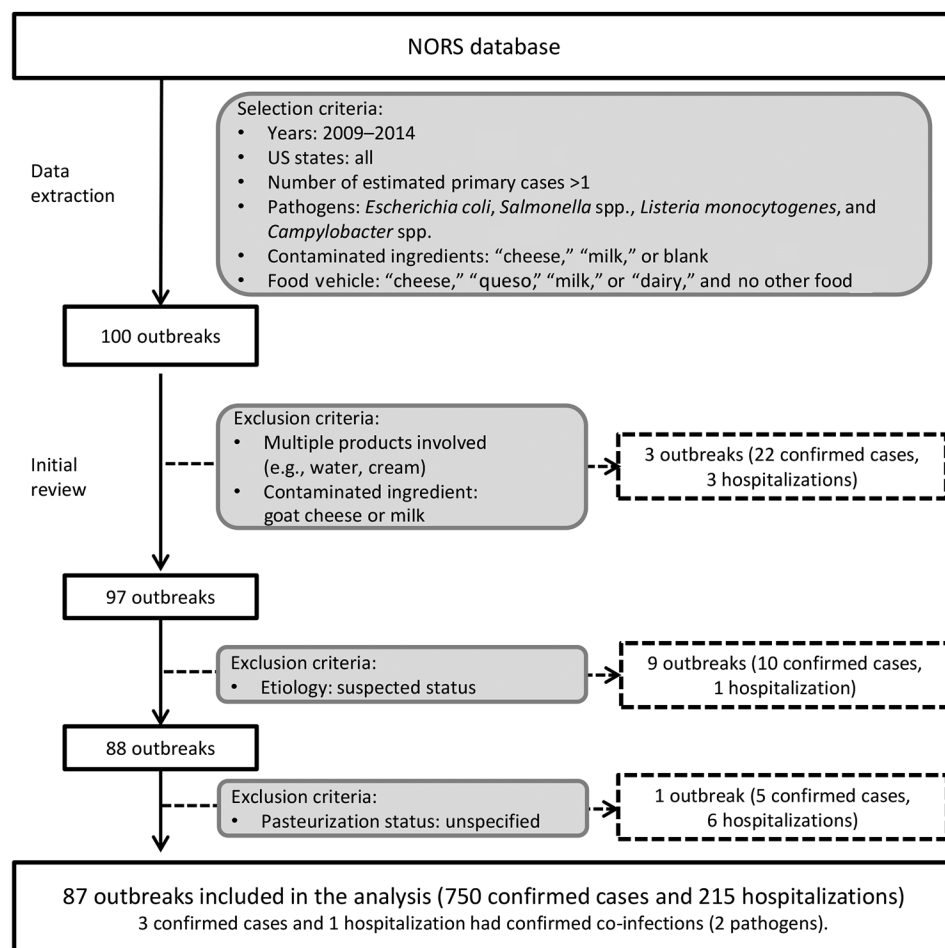 NORS database
Selection criteria:
• Years: 2009–2014
• US states: all
• Number of estimated primary cases >1
• Pathogens: Escherichia coli, Salmonella spp., Listeria monocytogenes, and
Campylobacter spp.
• Contaminated ingredients: “cheese,” “milk,” or blank
• Food vehicle: “cheese,” “queso,” “milk,” or “dairy,” and no other food
Data
extraction
100 outbreaks
Exclusion criteria:
• Multiple products involved
(e.g., water, cream)
• Contaminated ingredient:
goat cheese or milk
3 outbreaks (22 confirmed cases,
3 hospitalizations)
Initial
review
97 outbreaks
Exclusion criteria:
• Etiology: suspected status
9 outbreaks (10 confirmed cases,
1 hospitalization)
88 outbreaks
Exclusion criteria:
• Pasteurization status: unspecified
1 outbreak (5 confirmed cases,
6 hospitalizations)
87 outbreaks included in the analysis (750 confirmed cases and 215 hospitalizations)
3 confirmed cases and 1 hospitalization had confirmed co-infections (2 pathogens).